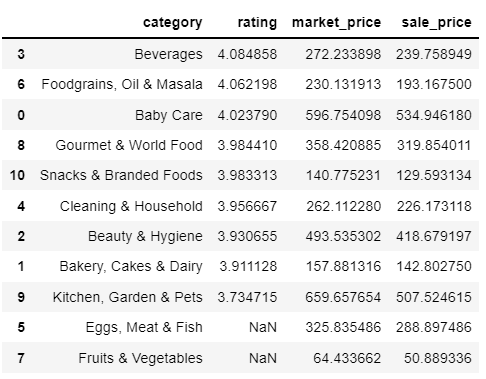 category rating market_price sale_price
3 Beverages 4.084858 272.233898 239.758949
6 Foodgrains, Oil & Masala 4.062198 230.131913 193.167500
0 Baby Care 4.023790 596.754098 534.946180
8 Gourmet & World Food 3.984410 358.420885 319.854011
10 Snacks & Branded Foods 3.983313 140.775231 129.593134
4 Cleaning & Household 3.956667 262.112280 226.173118
2 Beauty & Hygiene 3.930655 493.535302 418.679197
1 Bakery, Cakes & Dairy 3.911128 157.881316 142.802750
9 Kitchen, Garden & Pets 3.734715 659.657654 507.524615
5 Eggs, Meat & Fish NaN 325.835486 288.897486
7 Fruits & Vegetables NaN 64.433662 50.889336